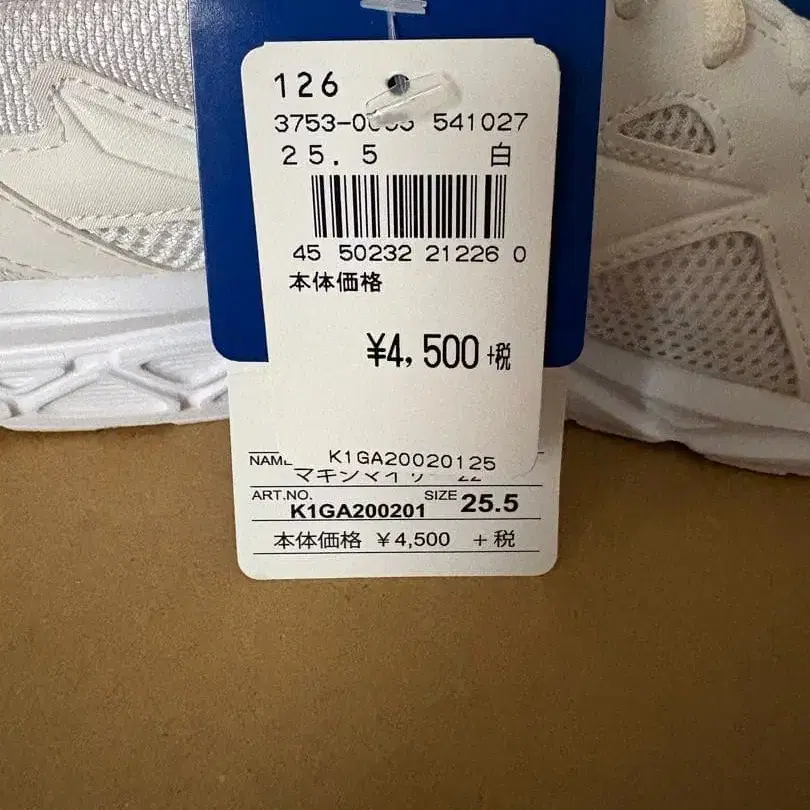 126
3753- 541027
25.5 白
45 50232 21226 0
本体価格
¥4,500 +税
K1GA20020125
NAME
ART.NO. K1GA200201 SIZE 25.5
本体価格 ¥4,500 +税